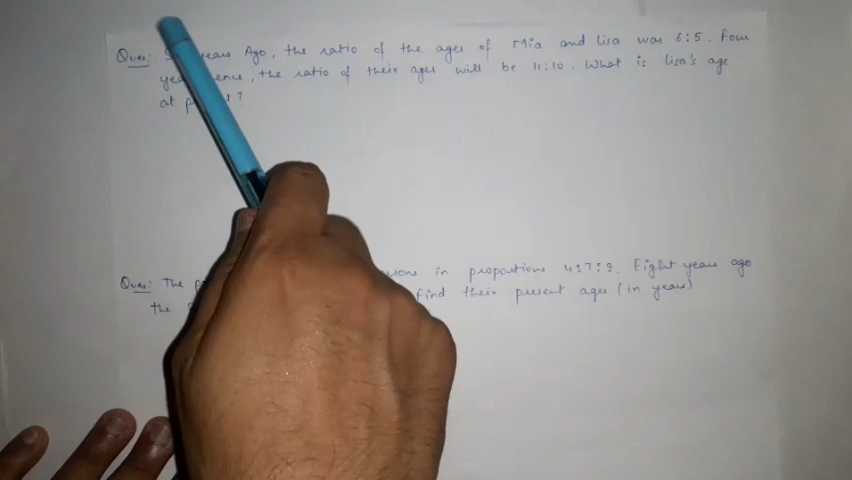 Ques: years Ago, the ratio of the ages of Mia and Lisa was 6:5. Four
the ratio of their ages will be 11:10. What is lisa's age
at ?
Ques: The in proportions 4:7:9. Eight years ago
the find their present ages (in years)